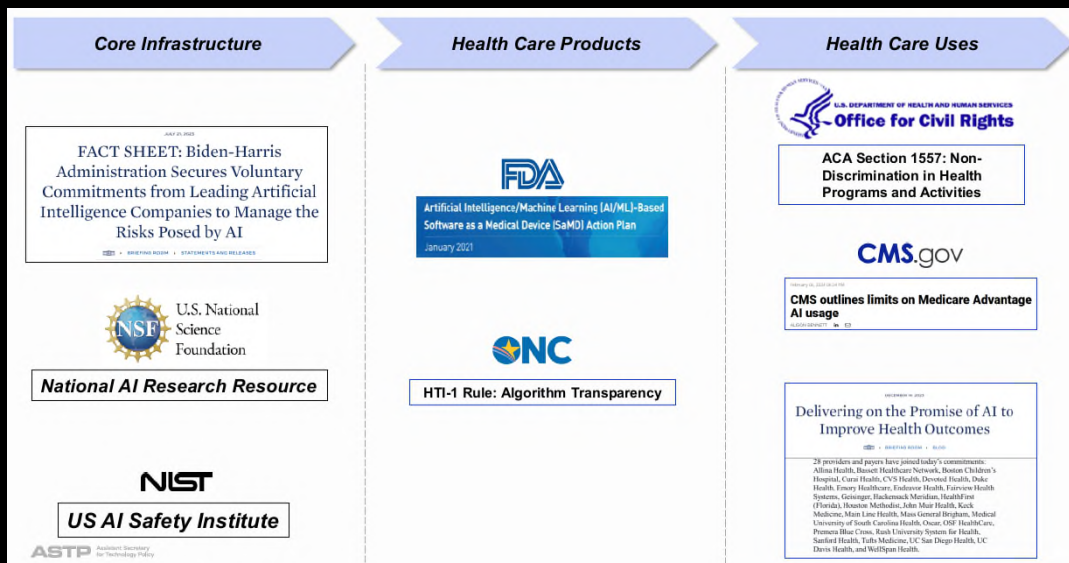 Core Infrastructure
Health Care Products
Health Care Uses
JULY 21, 2023
FACT SHEET: Biden-Harris
Administration Secures Voluntary
Commitments from Leading Artificial
Intelligence Companies to Manage the
Risks Posed by AI
BRIEFING ROOM STATEMENTS AND RELEASES
NSF
U.S. National
Science
Foundation
National AI Research Resource
NIST
US AI Safety Institute
ASTP Assistant Secretary
for Technology Policy
FDA
Artificial Intelligence/Machine Learning (AI/ML)-Based
Software as a Medical Device (SaMD) Action Plan
January 2021
ONC
HTI-1 Rule: Algorithm Transparency
U.S. DEPARTMENT OF HEALTH AND HUMAN SERVICES
Office for Civil Rights
ACA Section 1557: Non-
Discrimination in Health
Programs and Activities
CMS.gov
CMS outlines limits on Medicare Advantage
AI usage
ALISON BENNETT in
DECEMBER 14, 2023
Delivering on the Promise of AI to
Improve Health Outcomes
BRIEFING ROOM BLOG
28 providers and payers have joined today's commitments:
Allina Health, Bassett Healthcare Network, Boston Children's
Hospital, Curai Health, CVS Health, Devoted Health, Duke
Health, Emory Healthcare, Endeavor Health, Fairview Health
Systems, Geisinger, Hackensack Meridian, HealthFirst
(Florida), Houston Methodist, John Muir Health, Keck
Medicine, Main Line Health, Mass General Brigham, Medical
University of South Carolina Health, Oscar, OSF HealthCare,
Premera Blue Cross, Rush University System for Health,
Sanford Health, Tufts Medicine, UC San Diego Health, UC
Davis Health, and WellSpan Health.